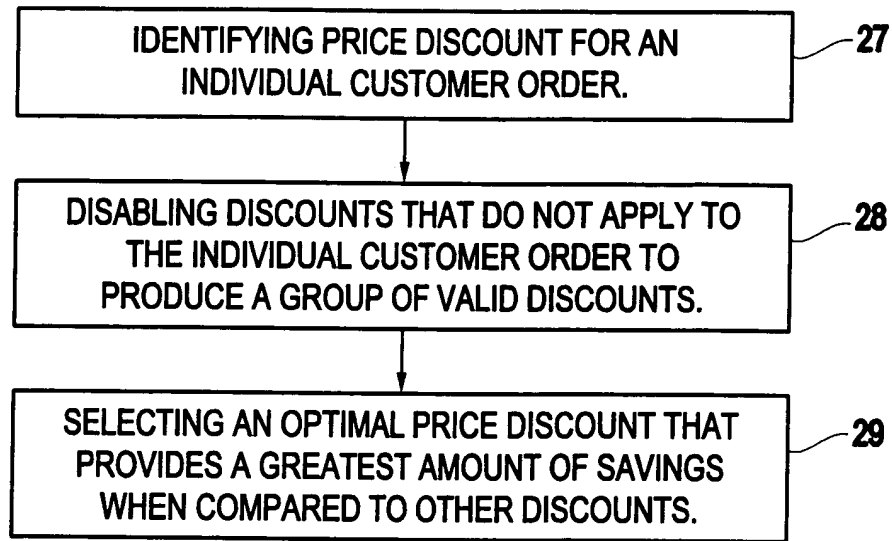 IDENTIFYING PRICE DISCOUNT FOR AN
INDIVIDUAL CUSTOMER ORDER.
27
DISABLING DISCOUNTS THAT DO NOT APPLY TO
THE INDIVIDUAL CUSTOMER ORDER TO
PRODUCE A GROUP OF VALID DISCOUNTS.
28
SELECTING AN OPTIMAL PRICE DISCOUNT THAT
PROVIDES A GREATEST AMOUNT OF SAVINGS
WHEN COMPARED TO OTHER DISCOUNTS.
29